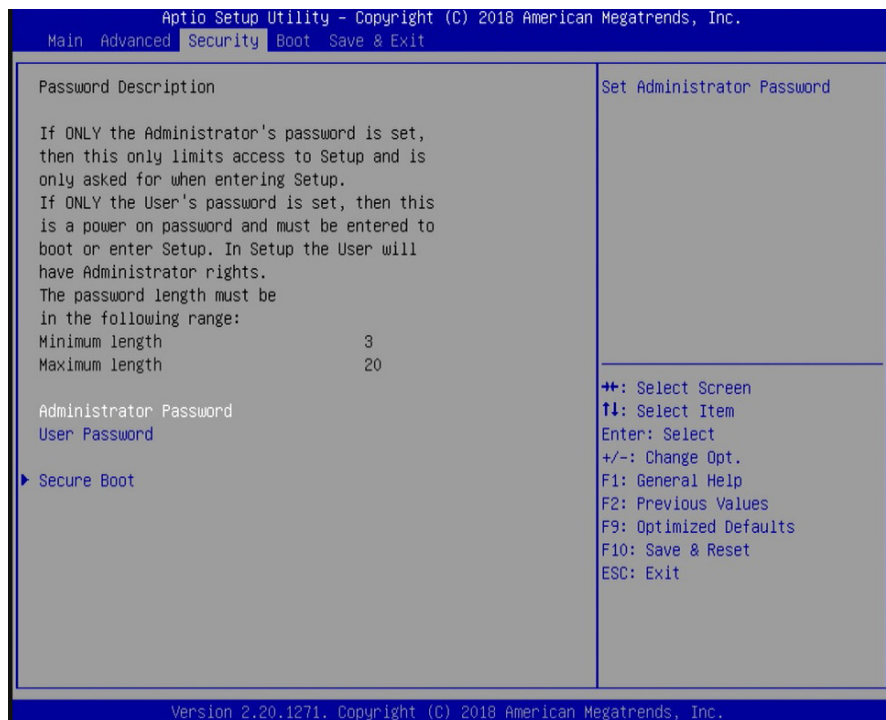 Aptio Setup Utility – Copyright (C) 2018 American Megatrends, Inc.
Main Advanced Security Boot Save & Exit
Password Description
If ONLY the Administrator's password is set,
then this only limits access to Setup and is
only asked for when entering Setup.
If ONLY the User's password is set, then this
is a power on password and must be entered to
boot or enter Setup. In Setup the User will
have Administrator rights.
The password length must be
in the following range:
Minimum length 3
Maximum length 20
Administrator Password
User Password
Secure Boot
Set Administrator Password
→←: Select Screen
↑↓: Select Item
Enter: Select
+/-: Change Opt.
F1: General Help
F2: Previous Values
F9: Optimized Defaults
F10: Save & Reset
ESC: Exit
Version 2.20.1271. Copyright (C) 2018 American Megatrends, Inc.